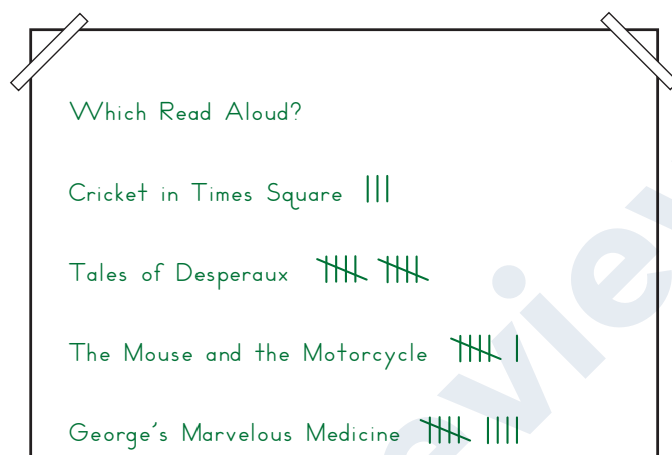 Which Read Aloud?
Cricket in Times Square
Tales of Desperaux
The Mouse and the Motorcycle
George's Marvelous Medicine